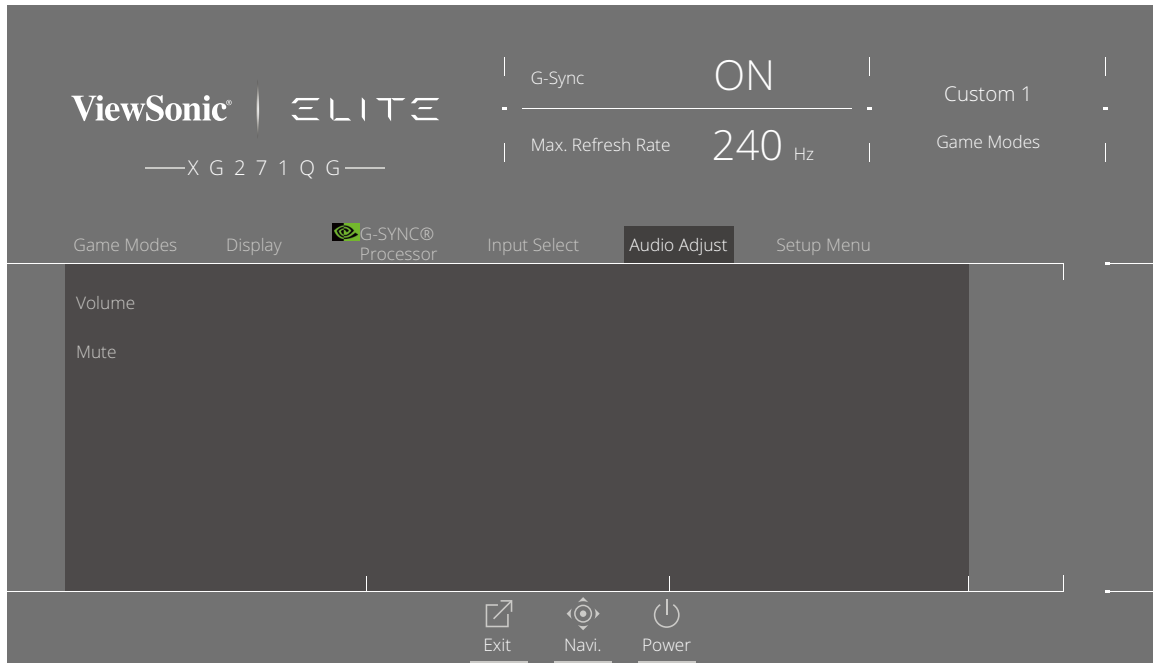 ViewSonic® ELITE
XG271QG
G-Sync ON
Max. Refresh Rate 240 Hz
Custom 1
Game Modes
Game Modes Display G-SYNC® Processor Input Select Audio Adjust Setup Menu
Volume
Mute
Exit Navi. Power